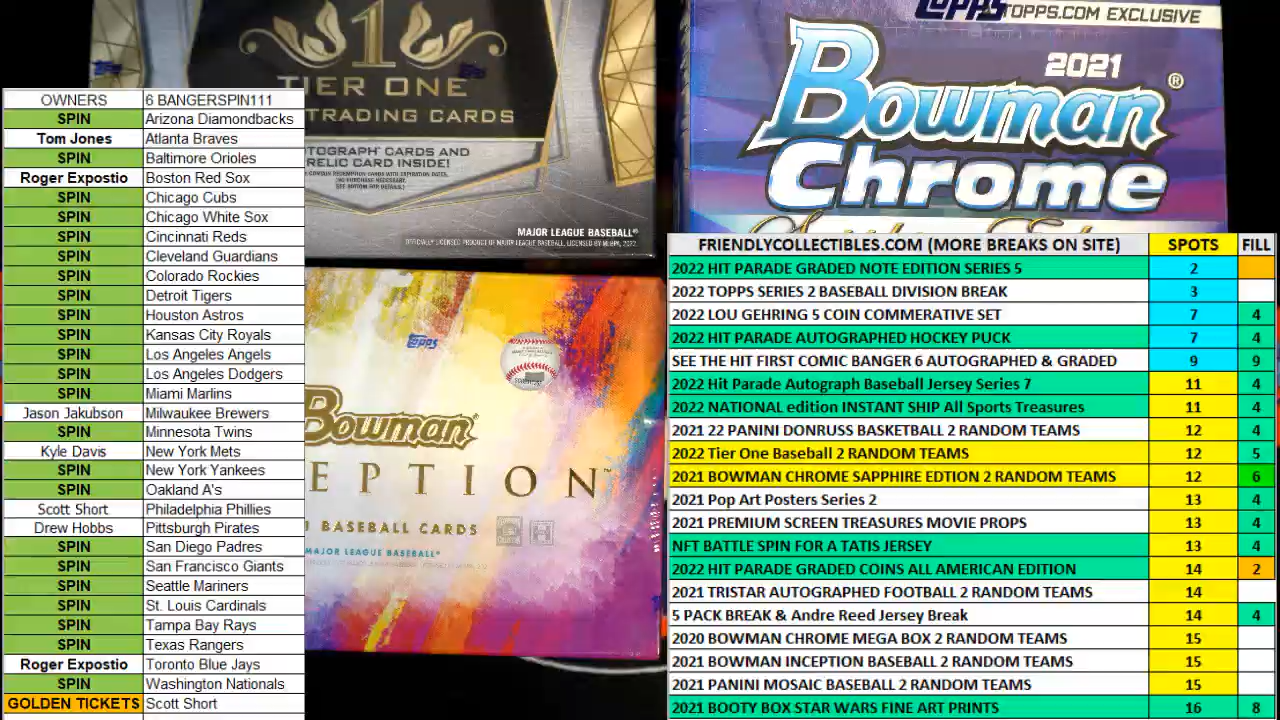 1
TIER ONE
TRADING CARDS
TOGRAPH CARDS AND
RELIC CARD INSIDE!
SEE BOTTOM FOR DETAILS.)
MAJOR LEAGUE BASEBALL®
OFFICIALLY LICENSED PRODUCT OF MAJOR LEAGUE BASEBALL.
topps TOPPS.COM EXCLUSIVE
2021
Bowman®
Chrome
topps
Bowman®
EPTION™
BASEBALL CARDS
MAJOR LEAGUE BASEBALL®
OWNERS 6 BANGERSPIN111
SPIN Arizona Diamondbacks
Tom Jones Atlanta Braves
SPIN Baltimore Orioles
Roger Expostio Boston Red Sox
SPIN Chicago Cubs
SPIN Chicago White Sox
SPIN Cincinnati Reds
SPIN Cleveland Guardians
SPIN Colorado Rockies
SPIN Detroit Tigers
SPIN Houston Astros
SPIN Kansas City Royals
SPIN Los Angeles Angels
SPIN Los Angeles Dodgers
SPIN Miami Marlins
Jason Jakubson Milwaukee Brewers
SPIN Minnesota Twins
Kyle Davis New York Mets
SPIN New York Yankees
SPIN Oakland A's
Scott Short Philadelphia Phillies
Drew Hobbs Pittsburgh Pirates
SPIN San Diego Padres
SPIN San Francisco Giants
SPIN Seattle Mariners
SPIN St. Louis Cardinals
SPIN Tampa Bay Rays
SPIN Texas Rangers
Roger Expostio Toronto Blue Jays
SPIN Washington Nationals
GOLDEN TICKETS Scott Short
FRIENDLYCOLLECTIBLES.COM (MORE BREAKS ON SITE) SPOTS FILL
2022 HIT PARADE GRADED NOTE EDITION SERIES 5 2
2022 TOPPS SERIES 2 BASEBALL DIVISION BREAK 3
2022 LOU GEHRING 5 COIN COMMERATIVE SET 7 4
2022 HIT PARADE AUTOGRAPHED HOCKEY PUCK 7 4
SEE THE HIT FIRST COMIC BANGER 6 AUTOGRAPHED & GRADED 9 9
2022 Hit Parade Autograph Baseball Jersey Series 7 11 4
2022 NATIONAL edition INSTANT SHIP All Sports Treasures 11 4
2021 22 PANINI DONRUSS BASKETBALL 2 RANDOM TEAMS 12 4
2022 Tier One Baseball 2 RANDOM TEAMS 12 5
2021 BOWMAN CHROME SAPPHIRE EDTION 2 RANDOM TEAMS 12 6
2021 Pop Art Posters Series 2 13 4
2021 PREMIUM SCREEN TREASURES MOVIE PROPS 13 4
NFT BATTLE SPIN FOR A TATIS JERSEY 13 4
2022 HIT PARADE GRADED COINS ALL AMERICAN EDITION 14 2
2021 TRISTAR AUTOGRAPHED FOOTBALL 2 RANDOM TEAMS 14
5 PACK BREAK & Andre Reed Jersey Break 14 4
2020 BOWMAN CHROME MEGA BOX 2 RANDOM TEAMS 15
2021 BOWMAN INCEPTION BASEBALL 2 RANDOM TEAMS 15
2021 PANINI MOSAIC BASEBALL 2 RANDOM TEAMS 15
2021 BOOTY BOX STAR WARS FINE ART PRINTS 16 8